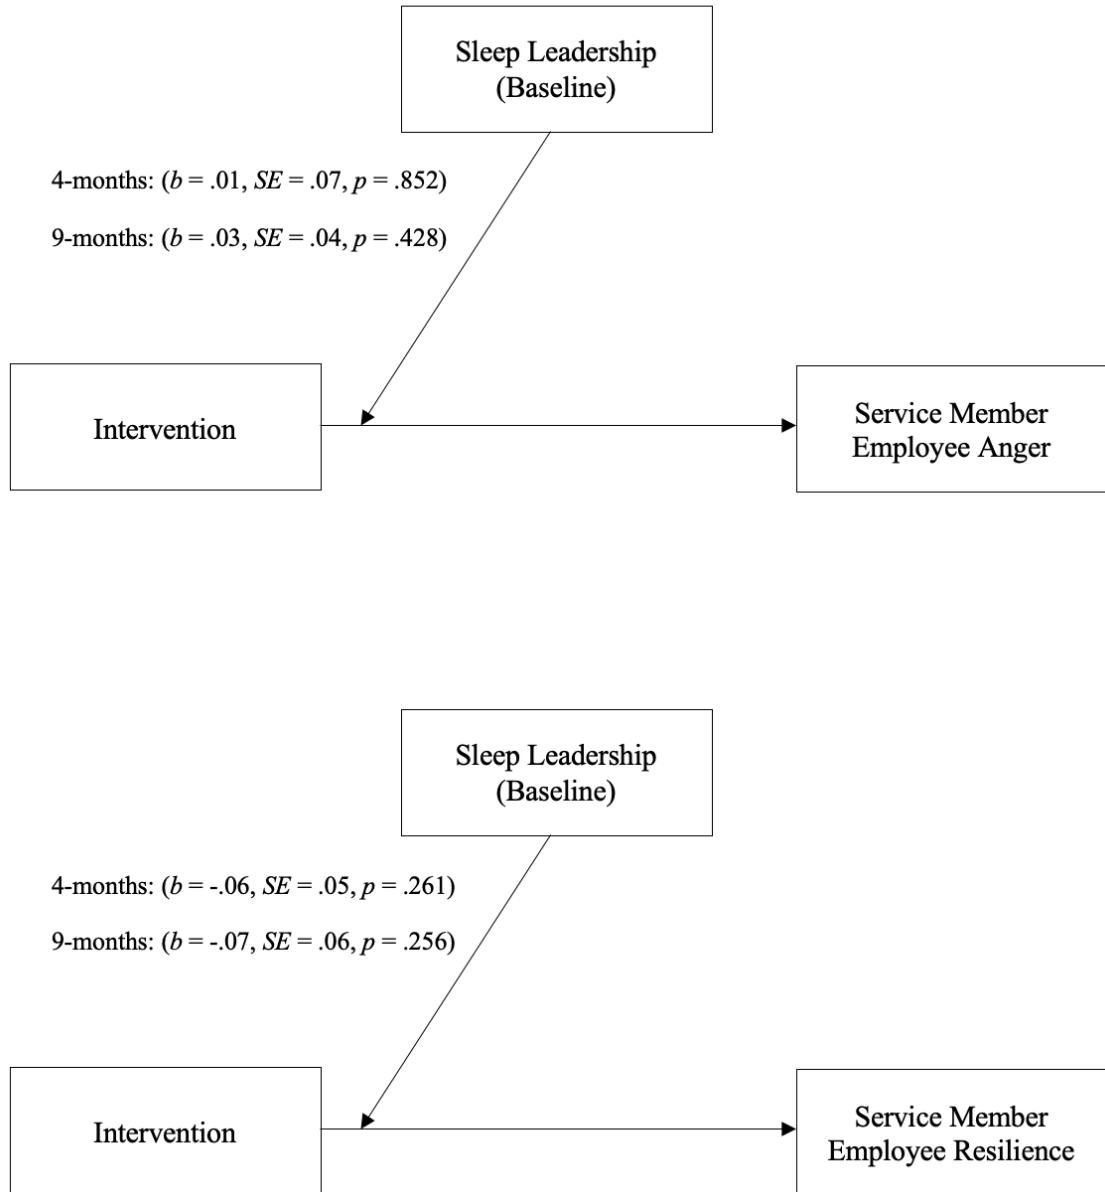 Sleep Leadership
(Baseline)
4-months: (b = .01, SE = .07, p = .852)
9-months: (b = .03, SE = .04, p = .428)
Intervention
Service Member
Employee Anger
Sleep Leadership
(Baseline)
4-months: (b = -.06, SE = .05, p = .261)
9-months: (b = -.07, SE = .06, p = .256)
Intervention
Service Member
Employee Resilience